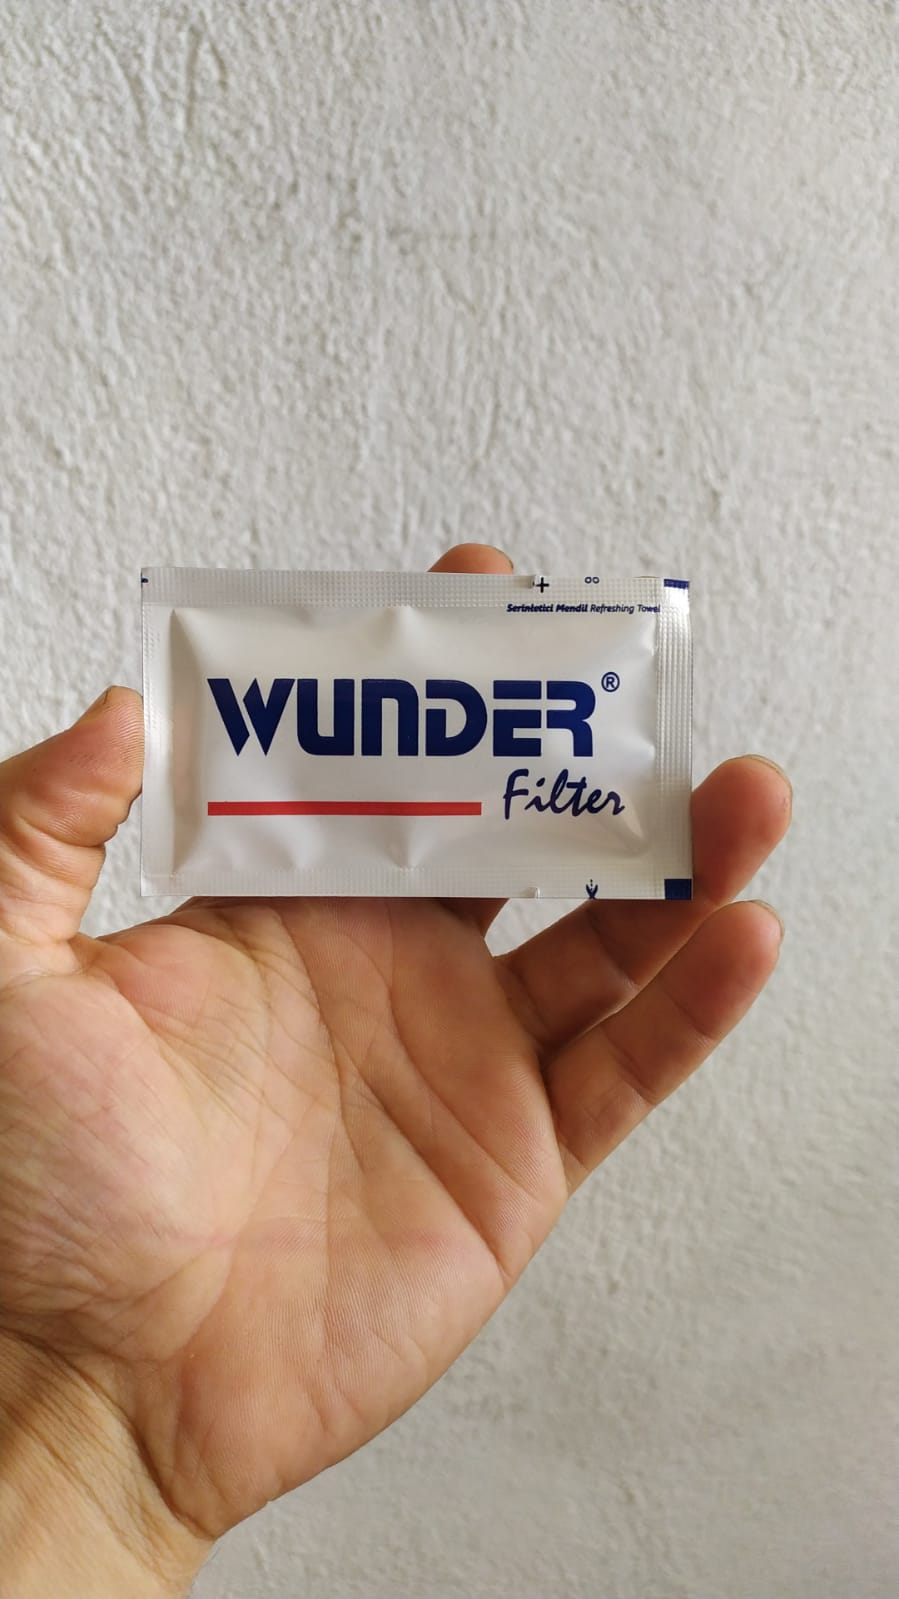 Serinletici Mendil Refreshing Towel
WUNDER®
Filter